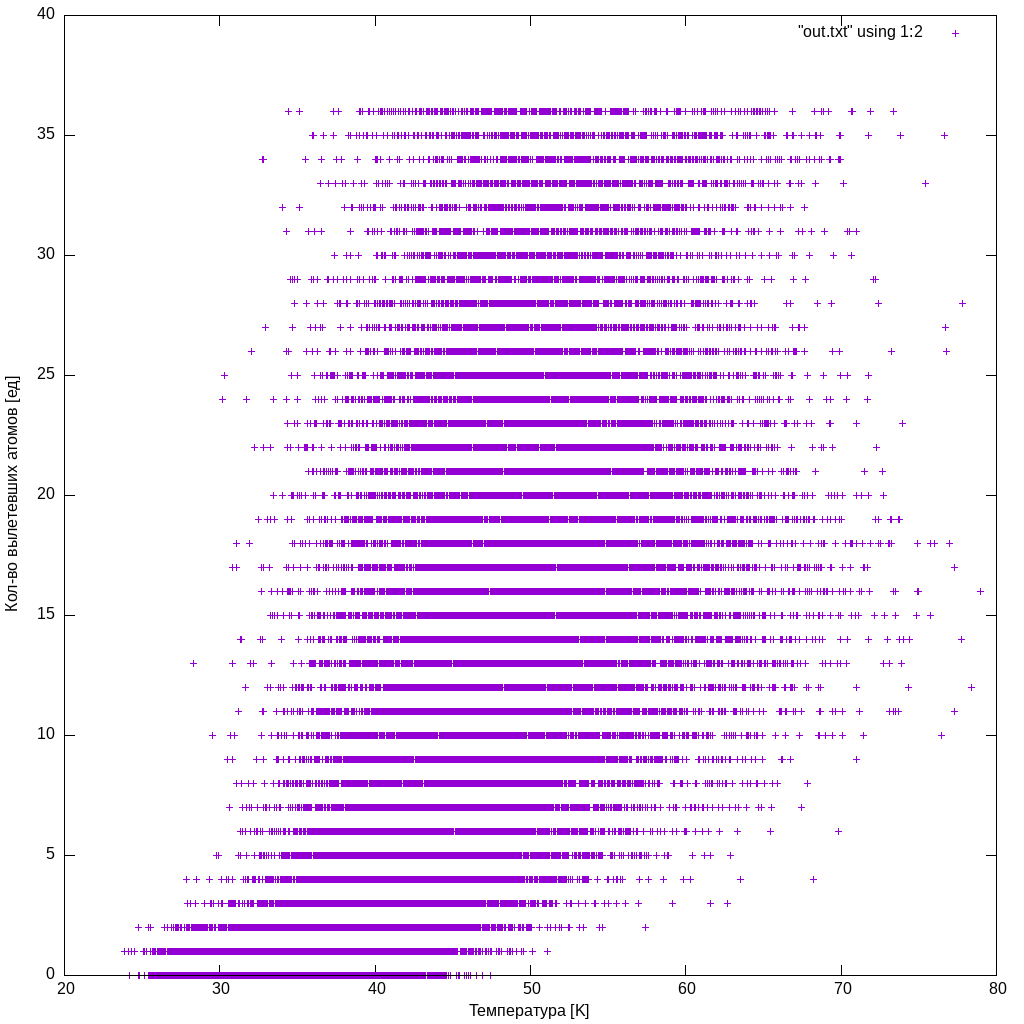 40
"out.txt" using 1:2
35
30
25
Кол-во вылетевших атомов [ед]
20
15
10
5
0
20 30 40 50 60 70 80
Температура [K]